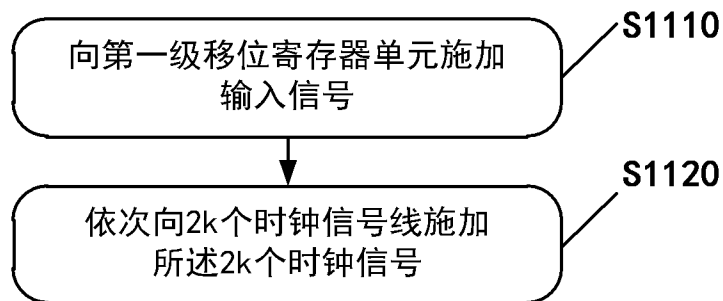 S1110
向第一级移位寄存器单元施加
输入信号
S1120
依次向2k个时钟信号线施加
所述2k个时钟信号